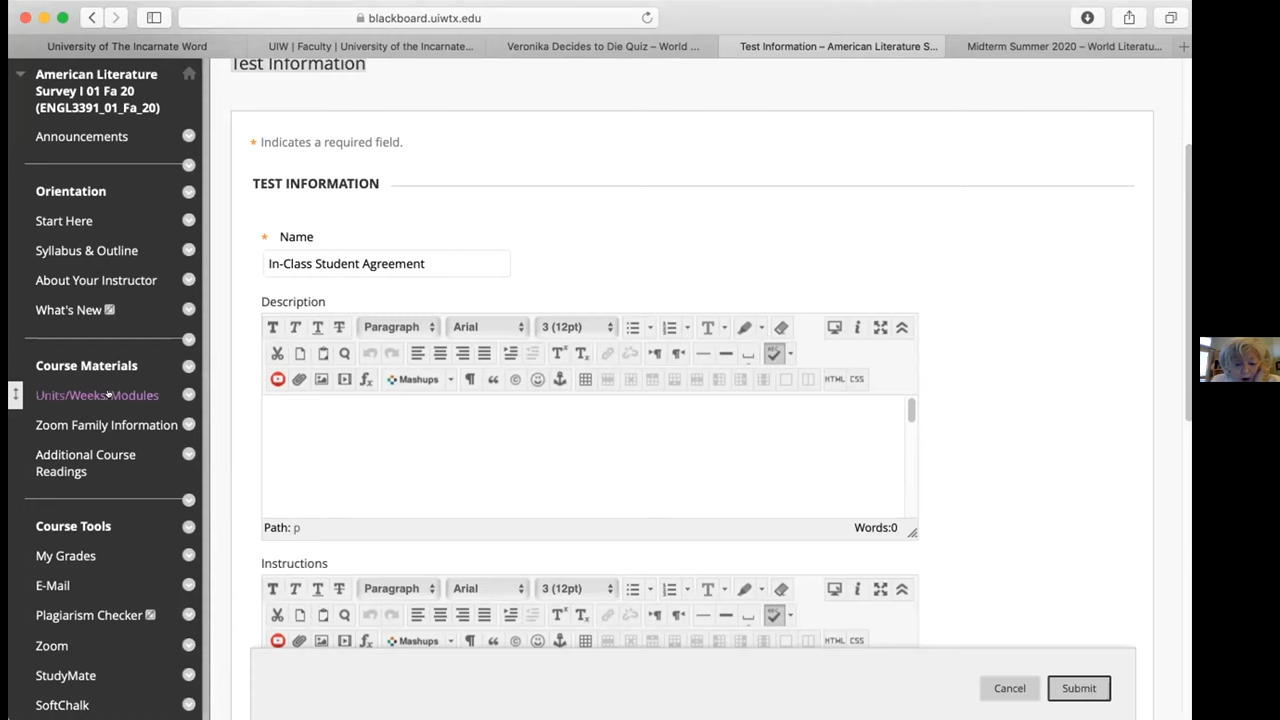 blackboard.uiwtx.edu
University of The Incarnate Word
UIW | Faculty | University of the Incarnate...
Veronika Decides to Die Quiz – World ...
Test Information – American Literature S...
Midterm Summer 2020 – World Literatu...
American Literature
Survey I 01 Fa 20
(ENGL3391_01_Fa_20)
Announcements
Orientation
Start Here
Syllabus & Outline
About Your Instructor
What's New
Course Materials
Units/Weeks/Modules
Zoom Family Information
Additional Course
Readings
Course Tools
My Grades
E-Mail
Plagiarism Checker
Zoom
StudyMate
SoftChalk
Test Information
* Indicates a required field.
TEST INFORMATION
* Name
In-Class Student Agreement
Description
T T T T Paragraph Arial 3 (12pt) T
T T ABC
Mashups HTML CSS
Path: p Words:0
Instructions
T T T T Paragraph Arial 3 (12pt) T
T T ABC
Mashups HTML CSS
Cancel Submit